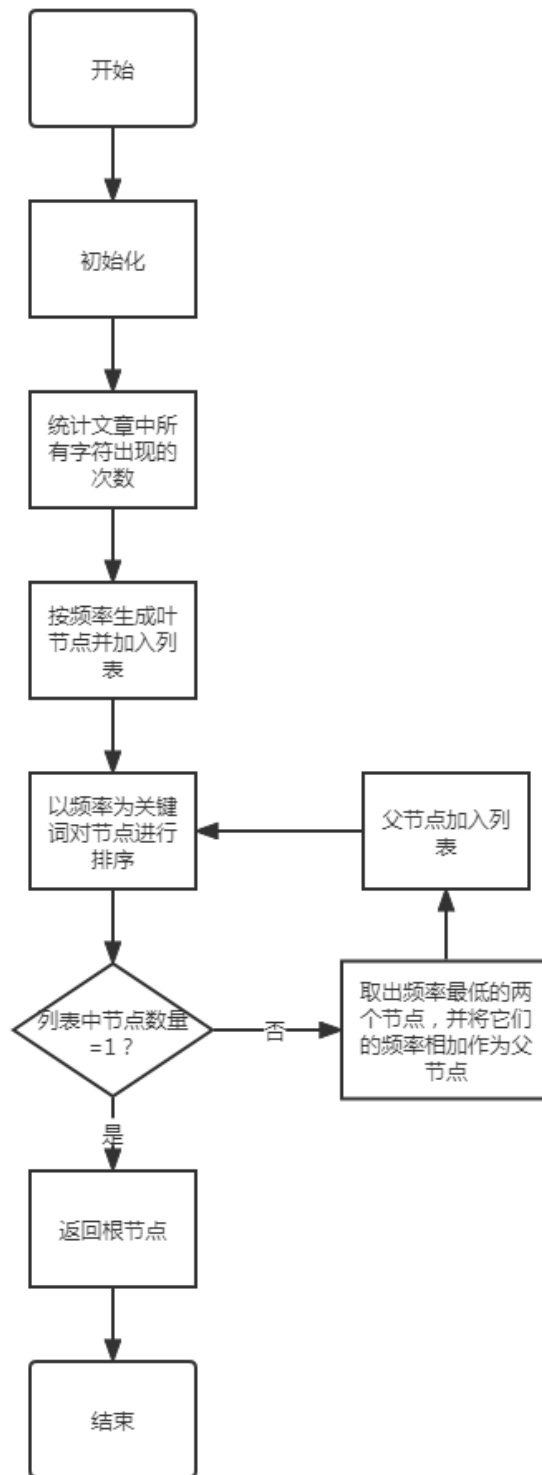 开始
初始化
统计文章中所
有字符出现的
次数
按频率生成叶
节点并加入列
表
以频率为关键
词对节点进行
排序
父节点加入列
表
列表中节点数量
=1？
否
取出频率最低的两
个节点，并将它们
的频率相加作为父
节点
是
返回根节点
结束